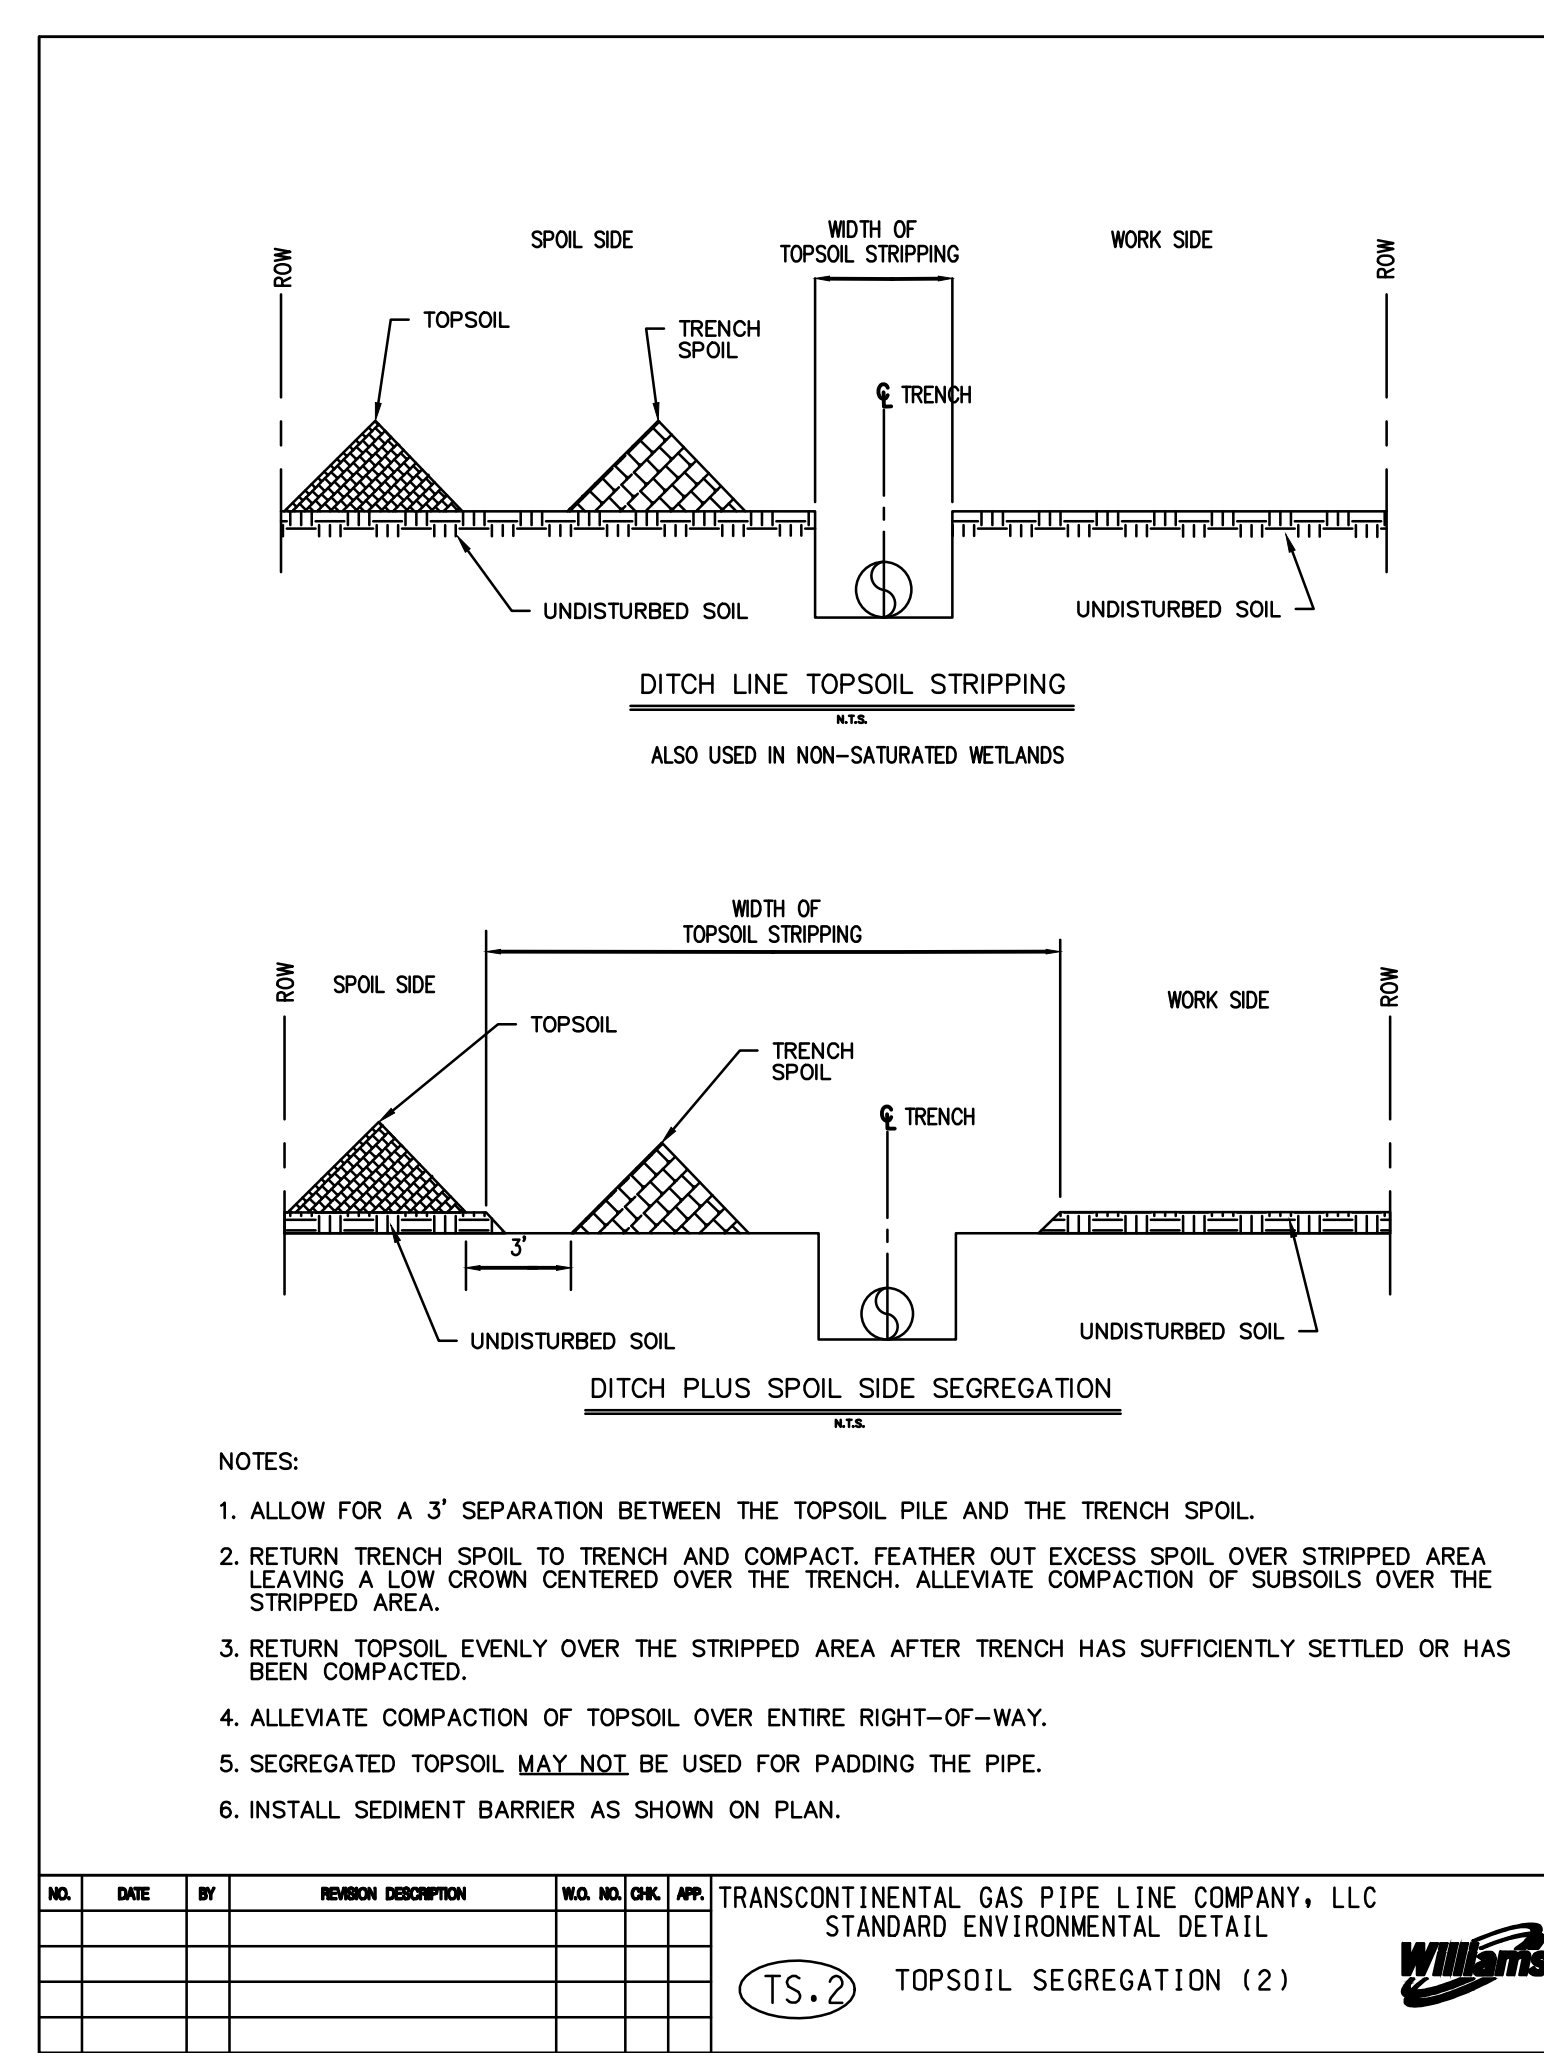 SPOIL SIDE
WIDTH OF
TOPSOIL STRIPPING
WORK SIDE
ROW
ROW
TOPSOIL
TRENCH
SPOIL
℄ TRENCH
UNDISTURBED SOIL
UNDISTURBED SOIL
DITCH LINE TOPSOIL STRIPPING
N.T.S.
ALSO USED IN NON-SATURATED WETLANDS
WIDTH OF
TOPSOIL STRIPPING
ROW
SPOIL SIDE
WORK SIDE
ROW
TOPSOIL
TRENCH
SPOIL
℄ TRENCH
3'
UNDISTURBED SOIL
UNDISTURBED SOIL
DITCH PLUS SPOIL SIDE SEGREGATION
N.T.S.
NOTES:
1. ALLOW FOR A 3' SEPARATION BETWEEN THE TOPSOIL PILE AND THE TRENCH SPOIL.
2. RETURN TRENCH SPOIL TO TRENCH AND COMPACT. FEATHER OUT EXCESS SPOIL OVER STRIPPED AREA
LEAVING A LOW CROWN CENTERED OVER THE TRENCH. ALLEVIATE COMPACTION OF SUBSOILS OVER THE
STRIPPED AREA.
3. RETURN TOPSOIL EVENLY OVER THE STRIPPED AREA AFTER TRENCH HAS SUFFICIENTLY SETTLED OR HAS
BEEN COMPACTED.
4. ALLEVIATE COMPACTION OF TOPSOIL OVER ENTIRE RIGHT-OF-WAY.
5. SEGREGATED TOPSOIL MAY NOT BE USED FOR PADDING THE PIPE.
6. INSTALL SEDIMENT BARRIER AS SHOWN ON PLAN.
NO. DATE BY REVISION DESCRIPTION W.O. NO. CHK. APP.
TRANSCONTINENTAL GAS PIPE LINE COMPANY, LLC
STANDARD ENVIRONMENTAL DETAIL
TS.2 TOPSOIL SEGREGATION (2)
Williams